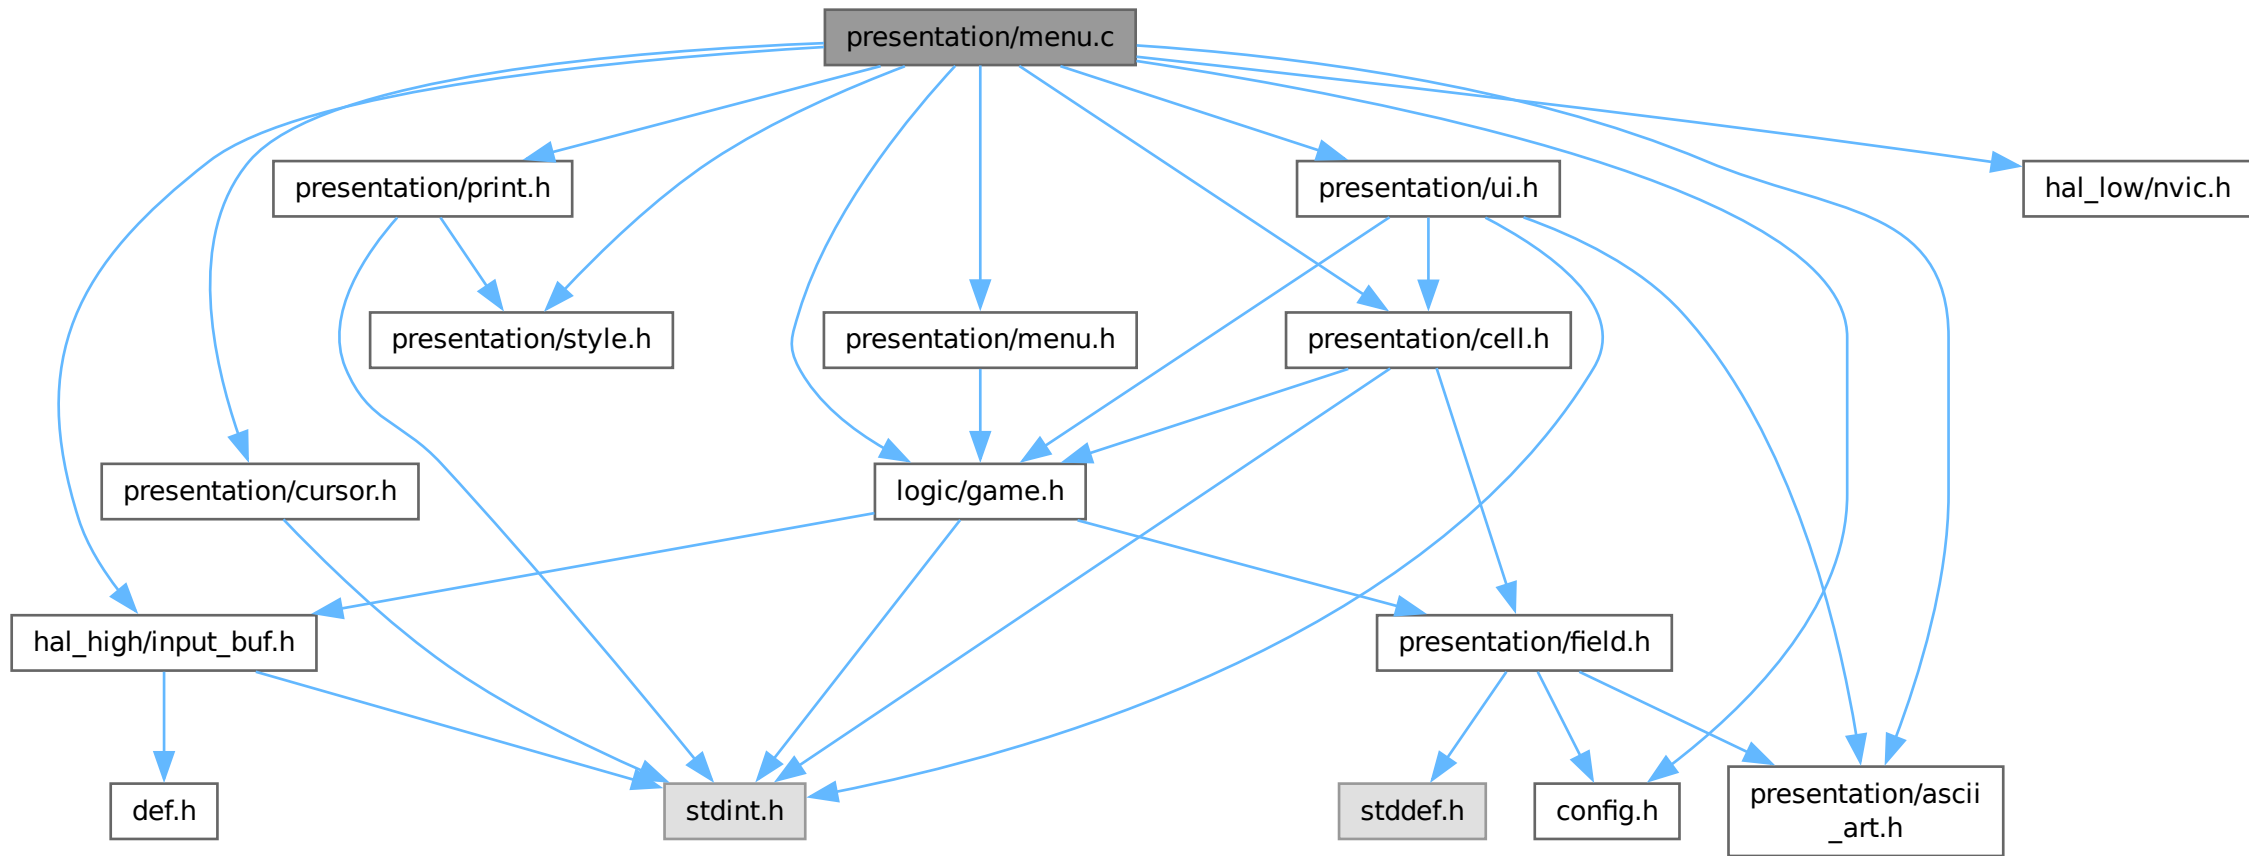 presentation/menu.c
presentation/print.h
presentation/ui.h
hal_low/nvic.h
presentation/style.h
presentation/menu.h
presentation/cell.h
presentation/cursor.h
logic/game.h
hal_high/input_buf.h
presentation/field.h
def.h
stdint.h
stddef.h
config.h
presentation/ascii
_art.h